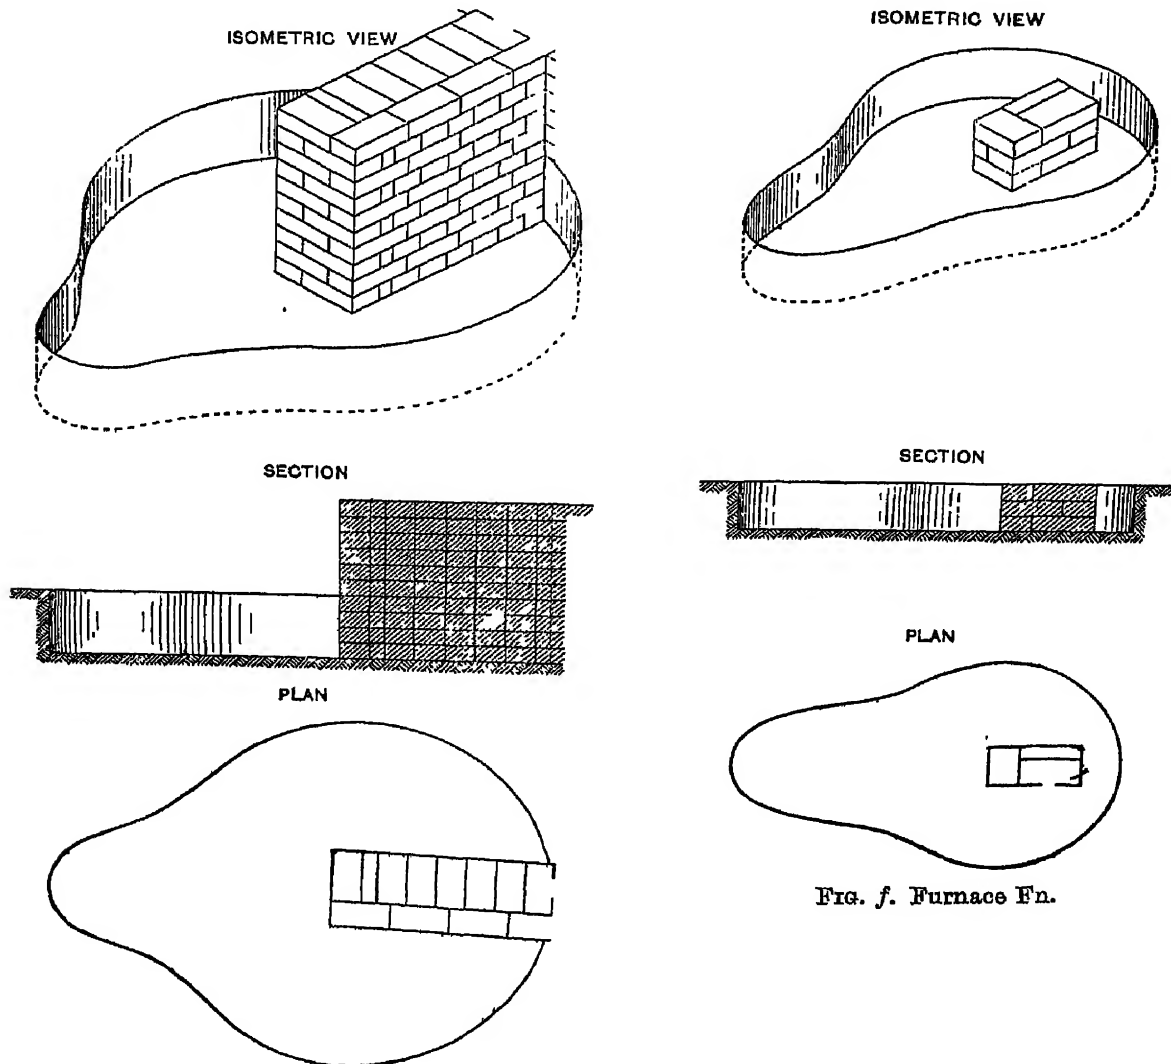 ISOMETRIC VIEW
SECTION
PLAN
ISOMETRIC VIEW
SECTION
PLAN
FIG. f. Furnace Fn.